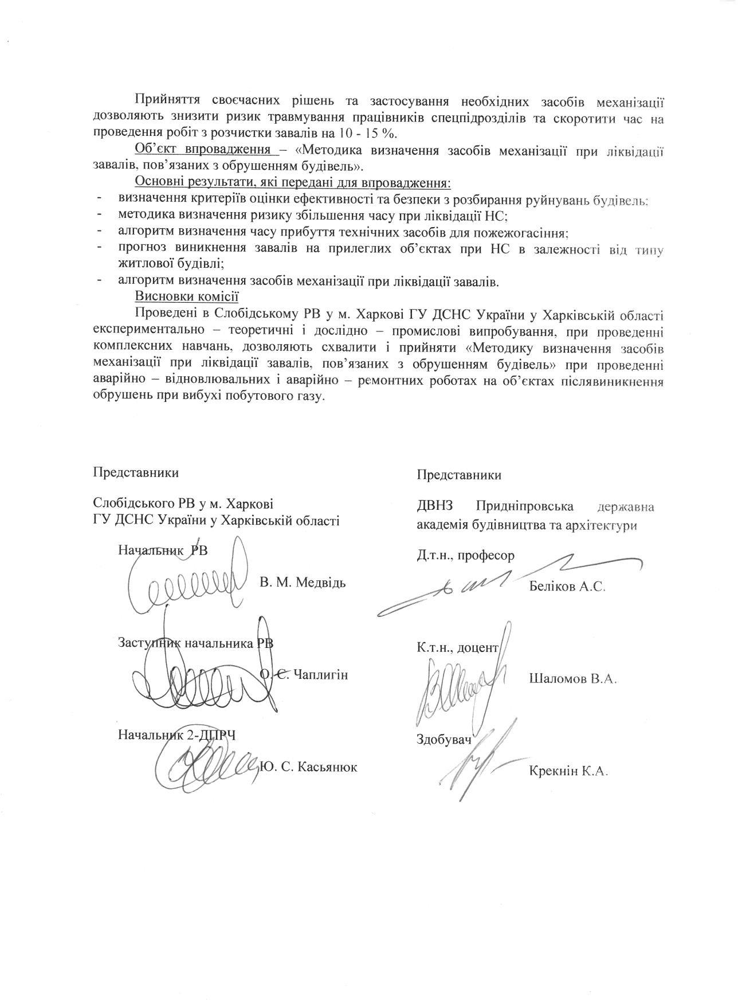 Прийняття своєчасних рішень та застосування необхідних засобів механізації
дозволяють знизити ризик травмування працівників спецпідрозділів та скоротити час на
проведення робіт з розчистки завалів на 10 - 15 %.
Об’єкт впровадження – «Методика визначення засобів механізації при ліквідації
завалів, пов’язаних з обрушенням будівель».
Основні результати, які передані для впровадження:
- визначення критеріїв оцінки ефективності та безпеки з розбирання руйнувань будівель;
- методика визначення ризику збільшення часу при ліквідації НС;
- алгоритм визначення часу прибуття технічних засобів для пожежогасіння;
- прогноз виникнення завалів на прилеглих об’єктах при НС в залежності від типу
житлової будівлі;
- алгоритм визначення засобів механізації при ліквідації завалів.
Висновки комісії
Проведені в Слобідському РВ у м. Харкові ГУ ДСНС України у Харківській області
експериментально – теоретичні і дослідно – промислові випробування, при проведенні
комплексних навчань, дозволяють схвалити і прийняти «Методику визначення засобів
механізації при ліквідації завалів, пов’язаних з обрушенням будівель» при проведенні
аварійно – відновлювальних і аварійно – ремонтних роботах на об’єктах післявиникнення
обрушень при вибухі побутового газу.
Представники
Слобідського РВ у м. Харкові
ГУ ДСНС України у Харківській області
Начальник РВ
В. М. Медвідь
Заступник начальника РВ
О. Є. Чаплигін
Начальник 2-ДПРЧ
Ю. С. Касьянюк
Представники
ДВНЗ Придніпровська державна
академія будівництва та архітектури
Д.т.н., професор
Беліков А.С.
К.т.н., доцент
Шаломов В.А.
Здобувач
Крекнін К.А.